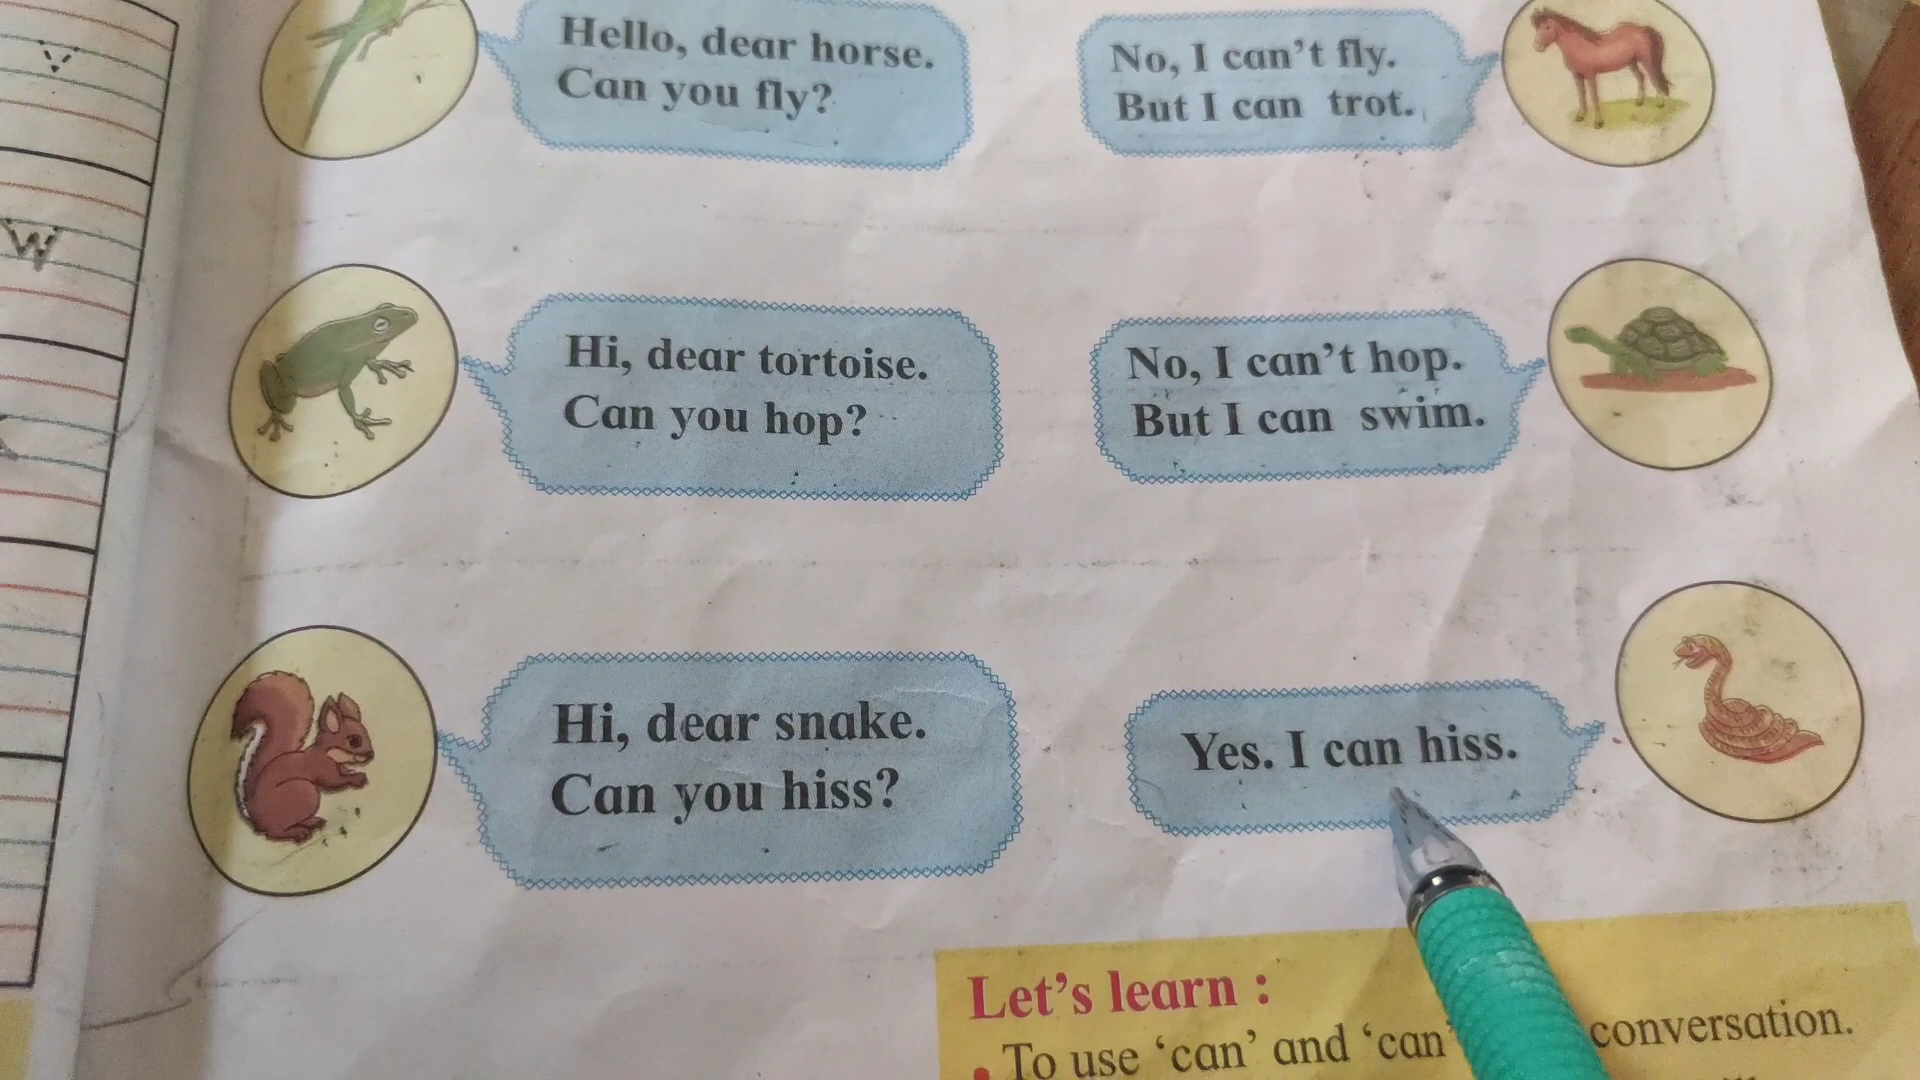 v
w
Hello, dear horse.
Can you fly?
No, I can't fly.
But I can trot.
Hi, dear tortoise.
Can you hop?
No, I can't hop.
But I can swim.
Hi, dear snake.
Can you hiss?
Yes. I can hiss.
Let's learn :
• To use 'can' and 'can' conversation.